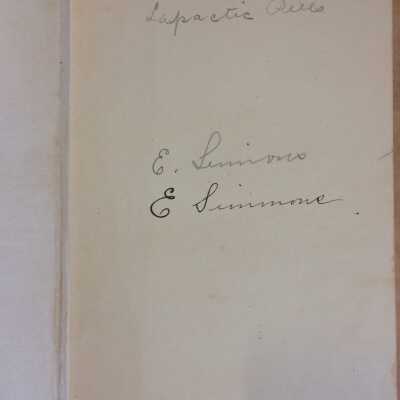 Lapactic Pills
E. Simmons
E Simmons